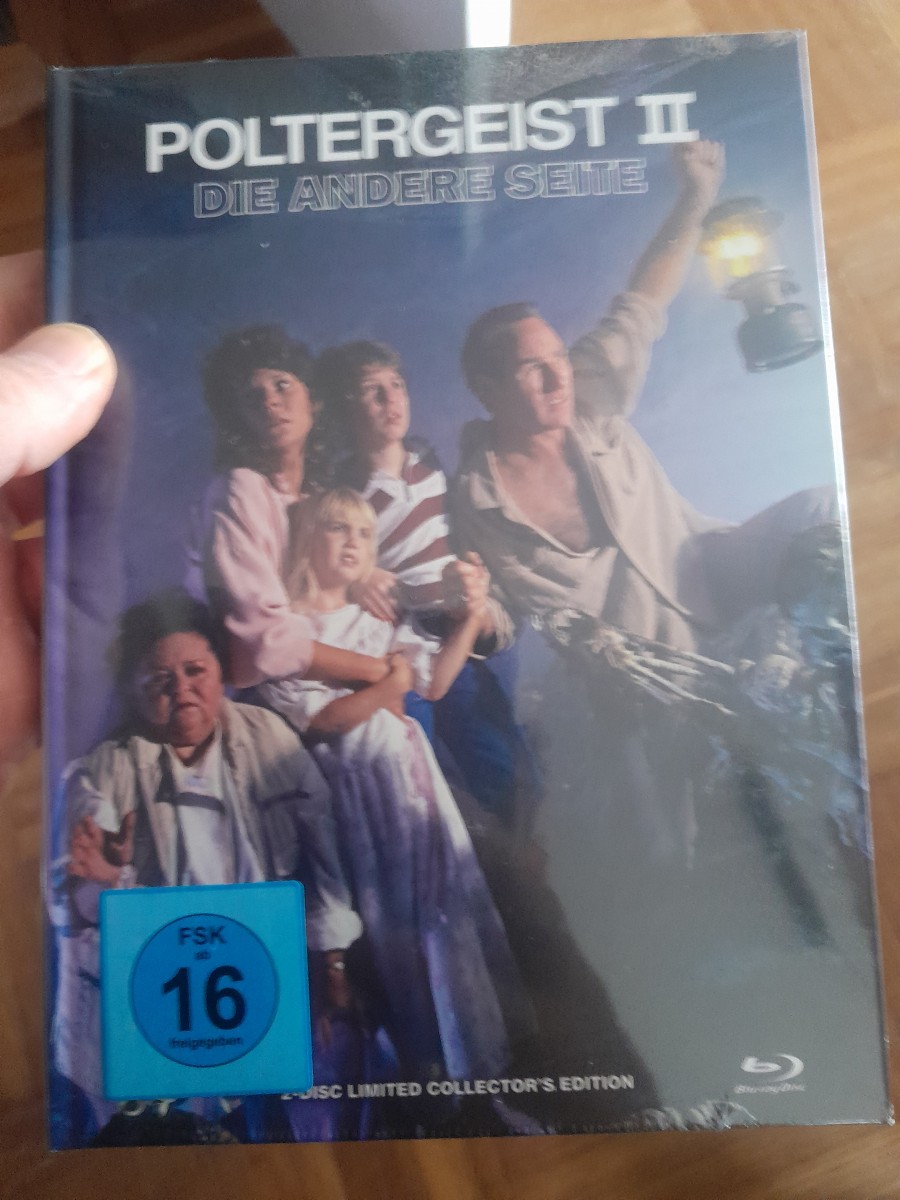 POLTERGEIST II
DIE ANDERE SEITE
FSK
ab
16
freigegeben
2-DISC LIMITED COLLECTOR'S EDITION
Blu-ray Disc